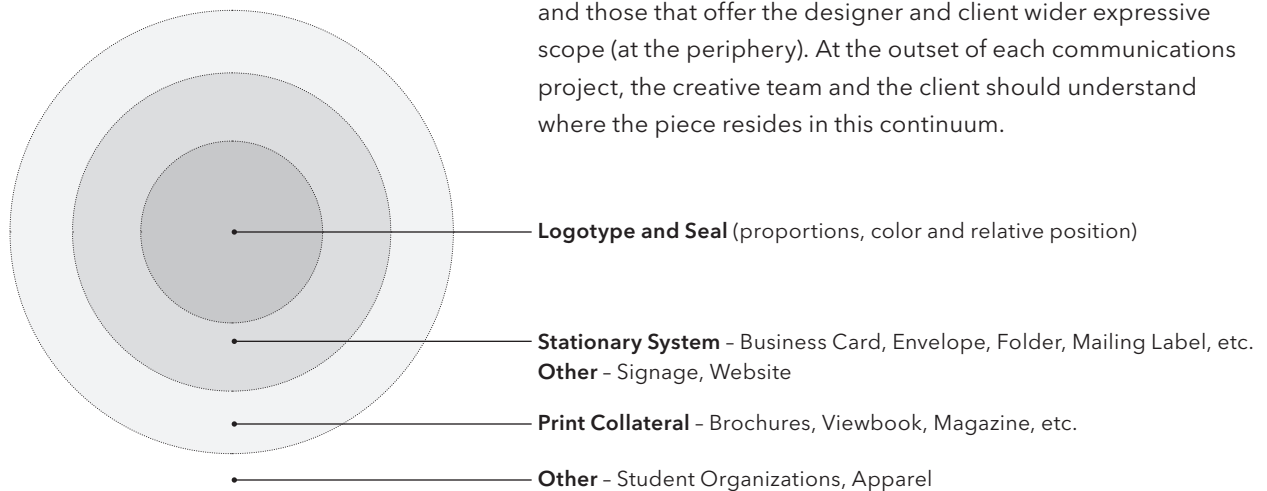 and those that offer the designer and client wider expressive
scope (at the periphery). At the outset of each communications
project, the creative team and the client should understand
where the piece resides in this continuum.
Logotype and Seal (proportions, color and relative position)
Stationary System – Business Card, Envelope, Folder, Mailing Label, etc.
Other – Signage, Website
Print Collateral – Brochures, Viewbook, Magazine, etc.
Other – Student Organizations, Apparel